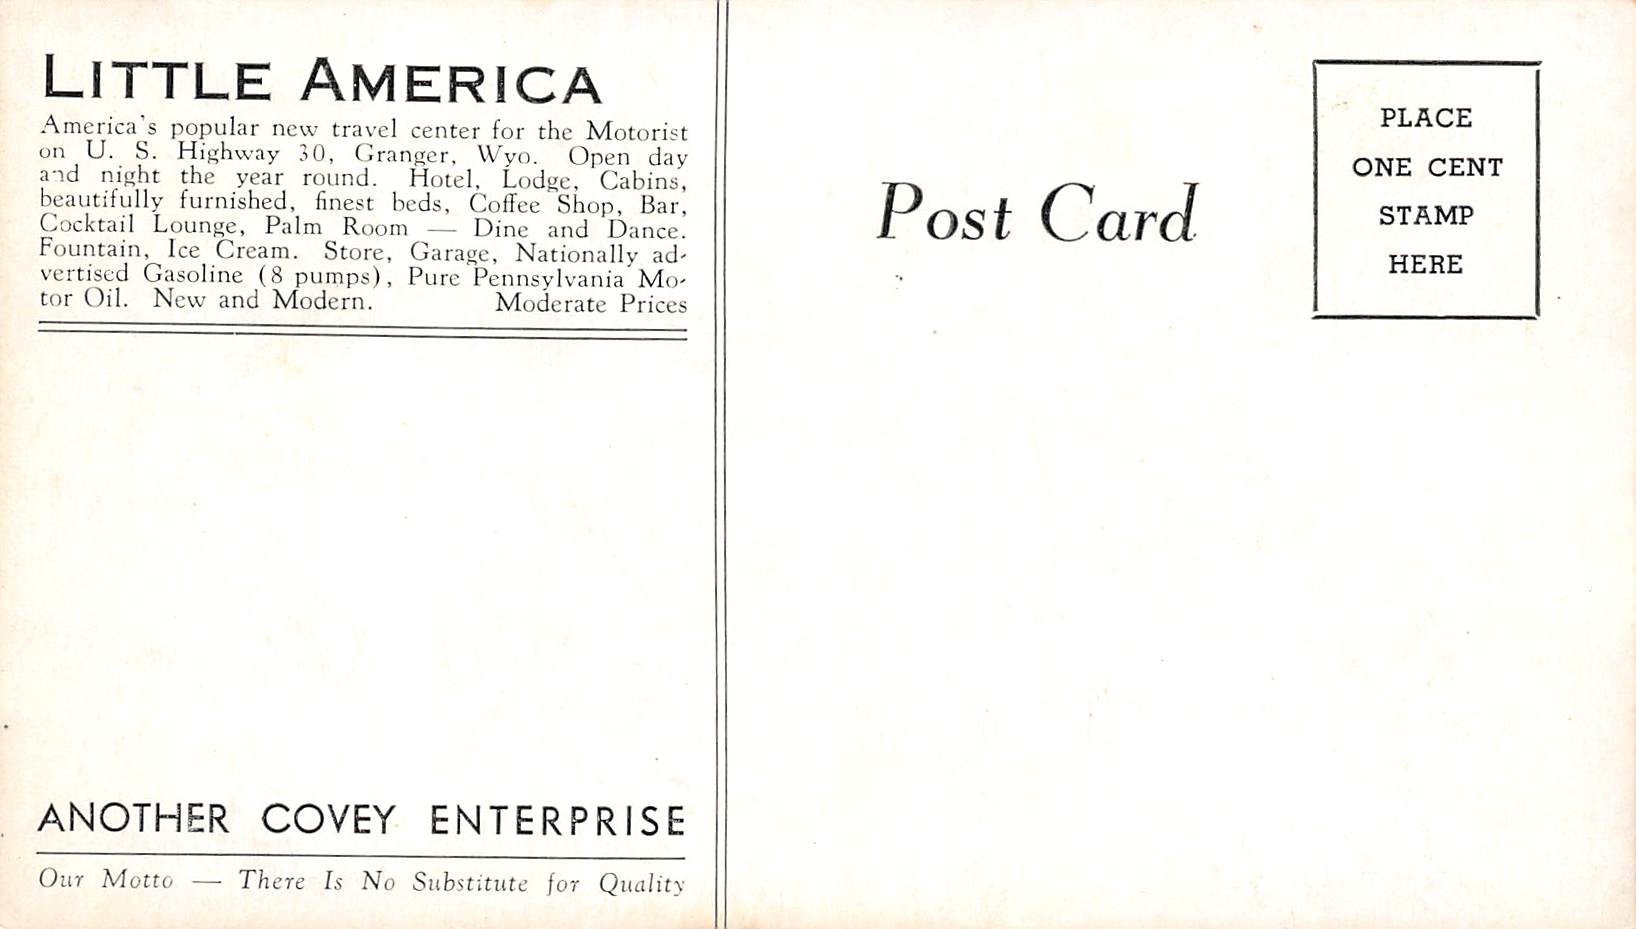 LITTLE AMERICA
America's popular new travel center for the Motorist
on U. S. Highway 30, Granger, Wyo. Open day
and night the year round. Hotel, Lodge, Cabins,
beautifully furnished, finest beds, Coffee Shop, Bar,
Cocktail Lounge, Palm Room — Dine and Dance.
Fountain, Ice Cream. Store, Garage, Nationally ad-
vertised Gasoline (8 pumps), Pure Pennsylvania Mo-
tor Oil. New and Modern. Moderate Prices
ANOTHER COVEY ENTERPRISE
Our Motto — There Is No Substitute for Quality
Post Card
PLACE
ONE CENT
STAMP
HERE